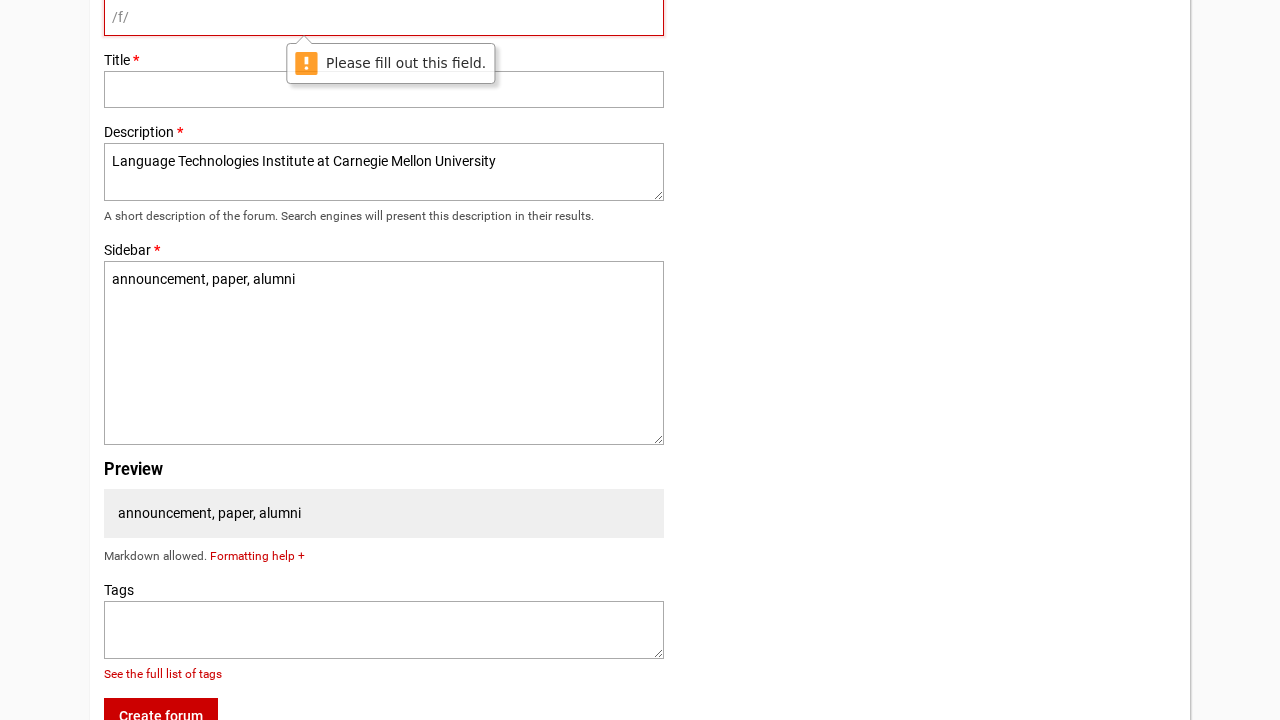 /f/
Please fill out this field.
Title *
Description *
Language Technologies Institute at Carnegie Mellon University
A short description of the forum. Search engines will present this description in their results.
Sidebar *
announcement, paper, alumni
Preview
announcement, paper, alumni
Markdown allowed. Formatting help +
Tags
See the full list of tags
Create forum